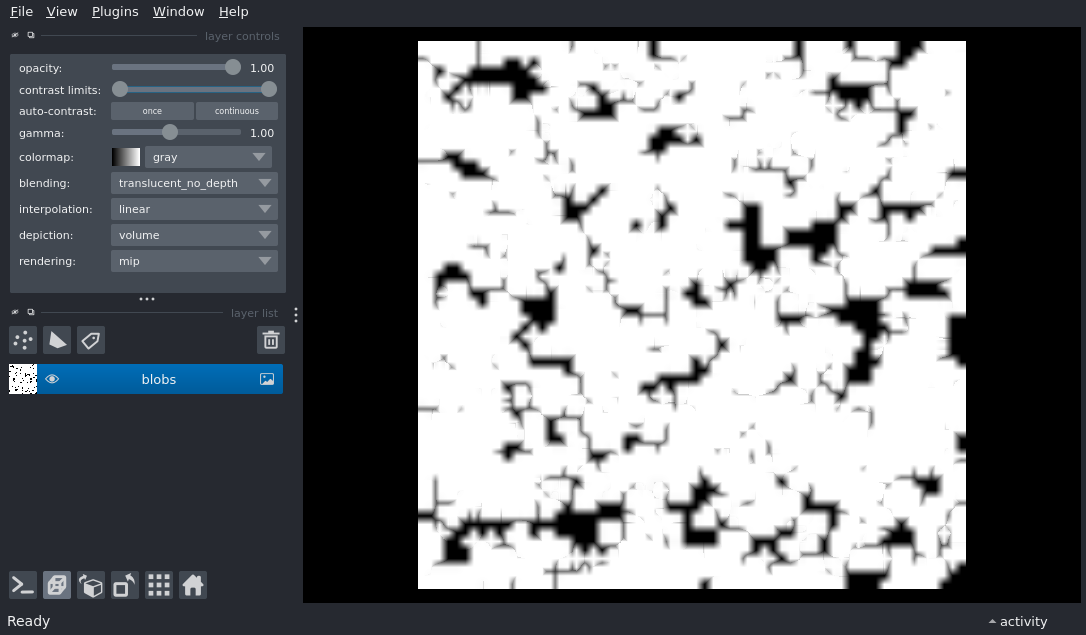 File View Plugins Window Help
layer controls
opacity: 1.00
contrast limits:
auto-contrast: once continuous
gamma: 1.00
colormap: gray
blending: translucent_no_depth
interpolation: linear
depiction: volume
rendering: mip
layer list
blobs
Ready
activity